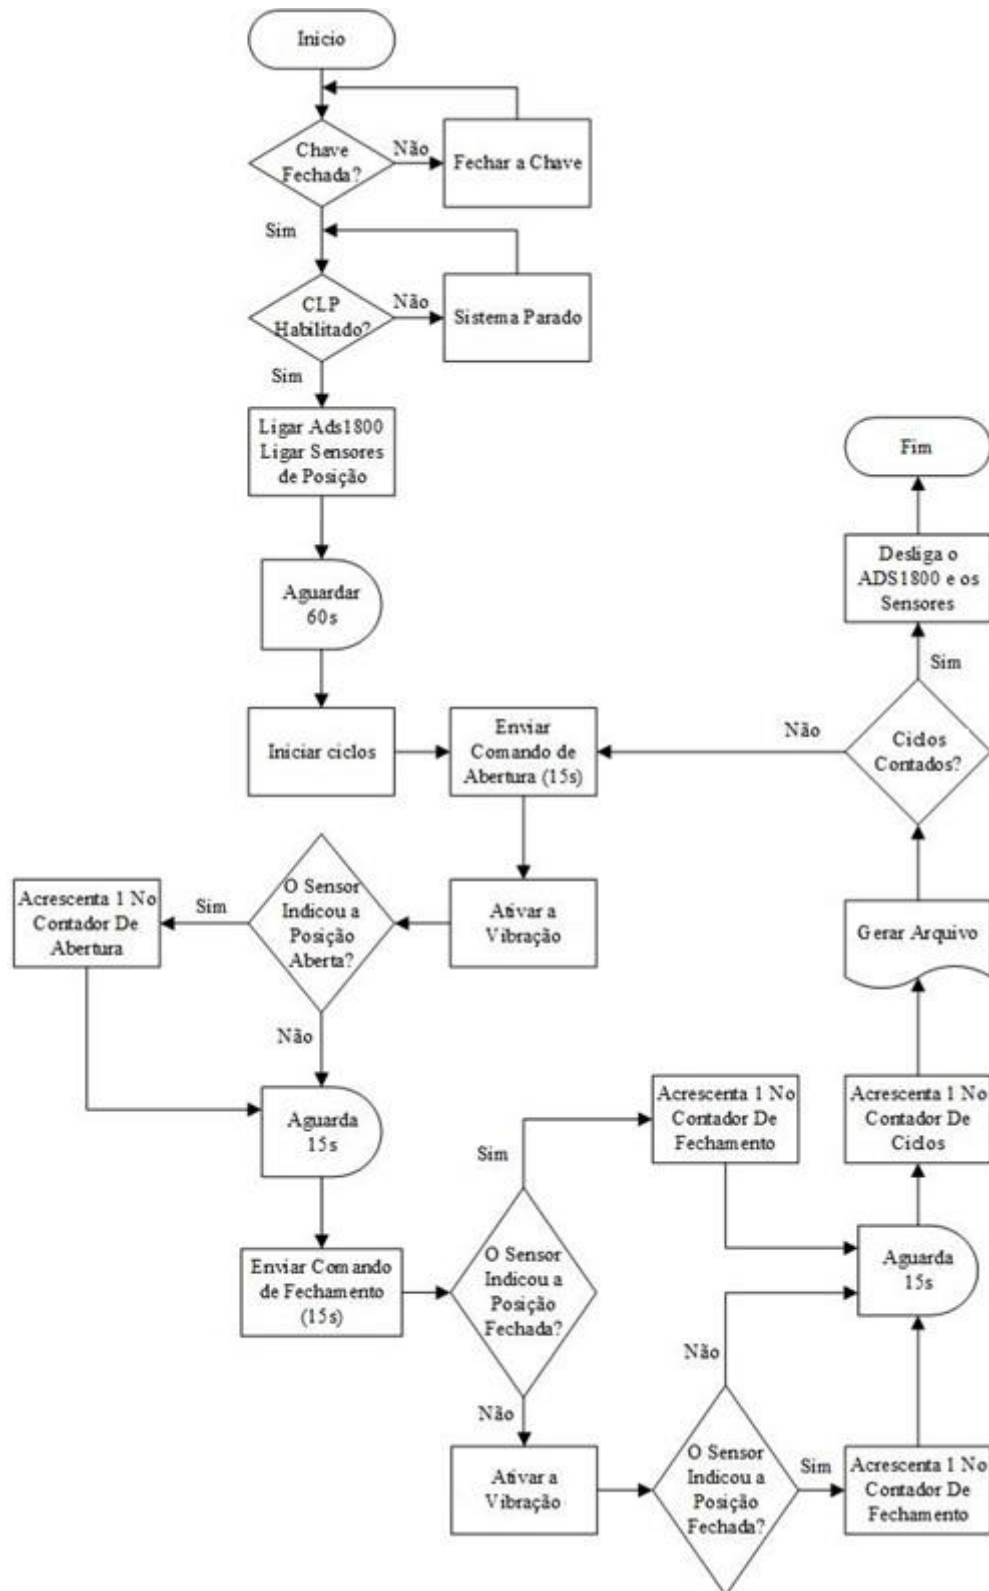 Inicio
Chave
Fechada?
Não
Fechar a Chave
Sim
CLP
Habilitado?
Não
Sistema Parado
Sim
Ligar Ads1800
Ligar Sensores
de Posição
Aguardar
60s
Iniciar ciclos
Enviar
Comando de
Abertura (15s)
Ativar a
Vibração
O Sensor
Indicou a
Posição
Aberta?
Sim
Acrescenta 1 No
Contador De
Abertura
Não
Aguarda
15s
Enviar Comando
de Fechamento
(15s)
O Sensor
Indicou a
Posição
Fechada?
Sim
Acrescenta 1 No
Contador De
Fechamento
Não
Ativar a
Vibração
O Sensor
Indicou a
Posição
Fechada?
Não
Sim
Acrescenta 1 No
Contador De
Fechamento
Aguarda
15s
Acrescenta 1 No
Contador De
Ciclos
Gerar Arquivo
Ciclos
Contados?
Não
Sim
Desliga o
ADS1800 e os
Sensores
Fim